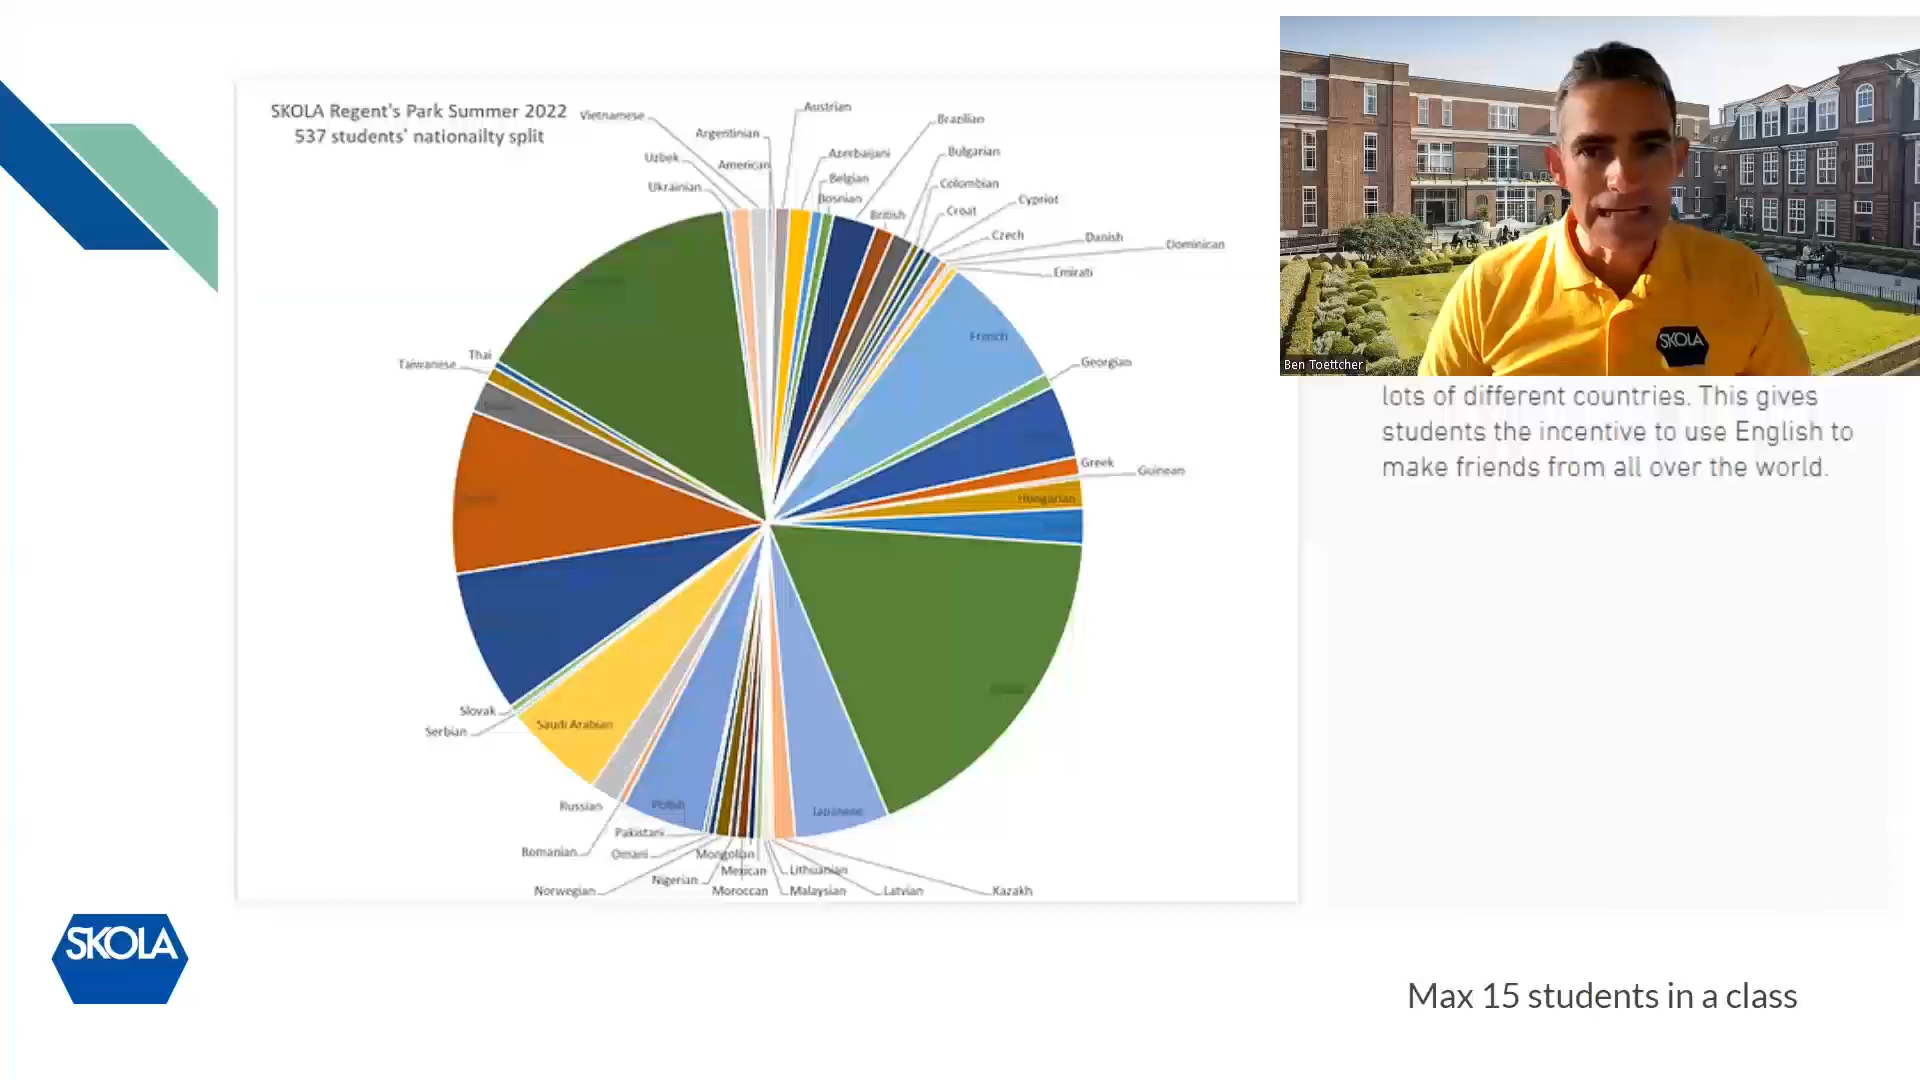 SKOLA Regent's Park Summer 2022
537 students' nationailty split
Vietnamese
Argentinian
Uzbek
American
Ukrainian
Austrian
Brazilian
Azerbaijani
Bulgarian
Belgian
Colombian
Bosnian
Cypriot
British
Croat
Czech
Danish
Dominican
Emirati
French
Georgian
Greek
Guinean
Hungarian
Thai
Taiwanese
Slovak
Serbian
Saudi Arabian
Russian
Polish
Japanese
Pakistani
Romanian
Omani
Mongolian
Mexican
Lithuanian
Nigerian
Norwegian
Moroccan
Malaysian
Latvian
Kazakh
SKOLA
Ben Toettcher
lots of different countries. This gives
students the incentive to use English to
make friends from all over the world.
SKOLA
Max 15 students in a class